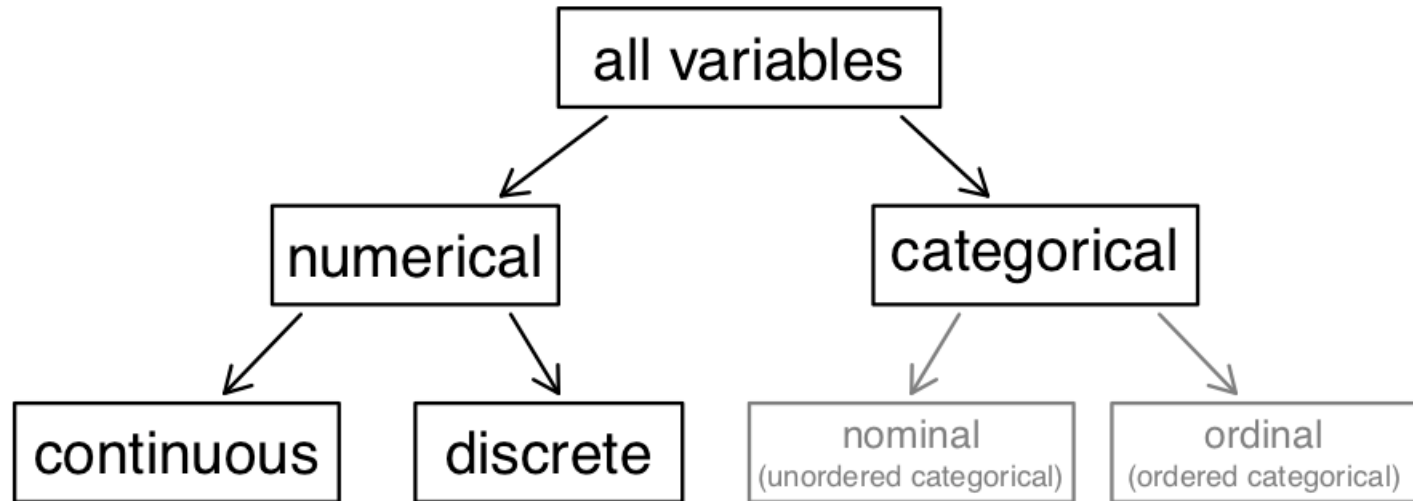 all variables
numerical
categorical
continuous
discrete
nominal
(unordered categorical)
ordinal
(ordered categorical)